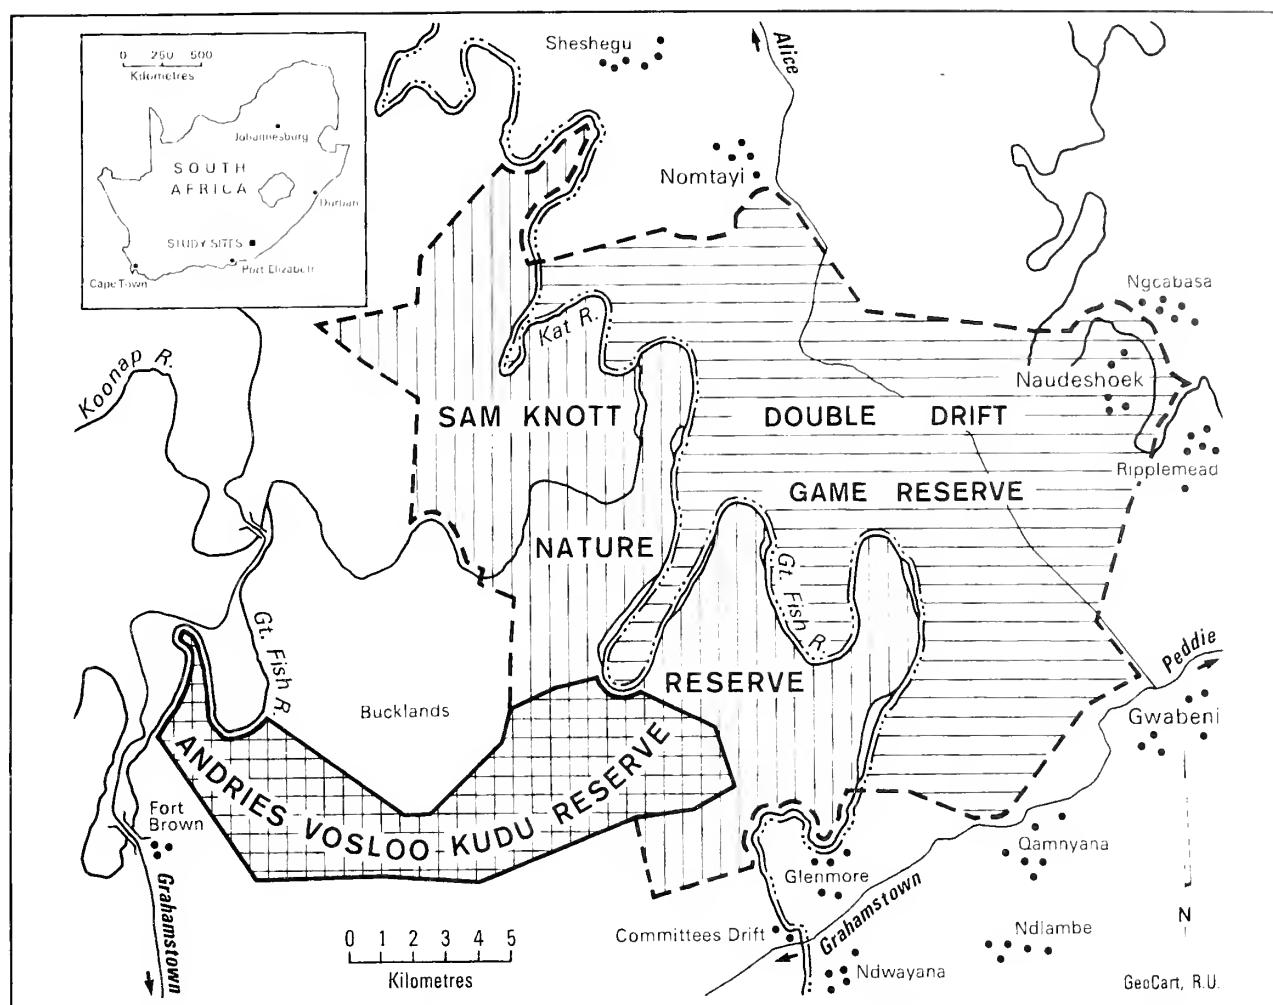 Sheshegu
Alice
0 250 500
Kilometres
Johannesburg
SOUTH
AFRICA
Durban
STUDY SITES
Port Elizabeth
Cape Town
Nomtayi
Ngcabasa
Kat R.
Koonap R.
Naudeshoek
SAM KNOTT
DOUBLE DRIFT
Ripplemead
GAME RESERVE
NATURE
Gt. Fish R.
Gt. Fish R.
Peddie
RESERVE
Bucklands
Gwabeni
ANDRIES VOSLOO KUDU RESERVE
Fort
Brown
Qamnyana
Glenmore
Grahamstown
Grahamstown
N
Committees Drift
Ndlambe
0 1 2 3 4 5
Kilometres
Ndwayana
GeoCart, R.U.